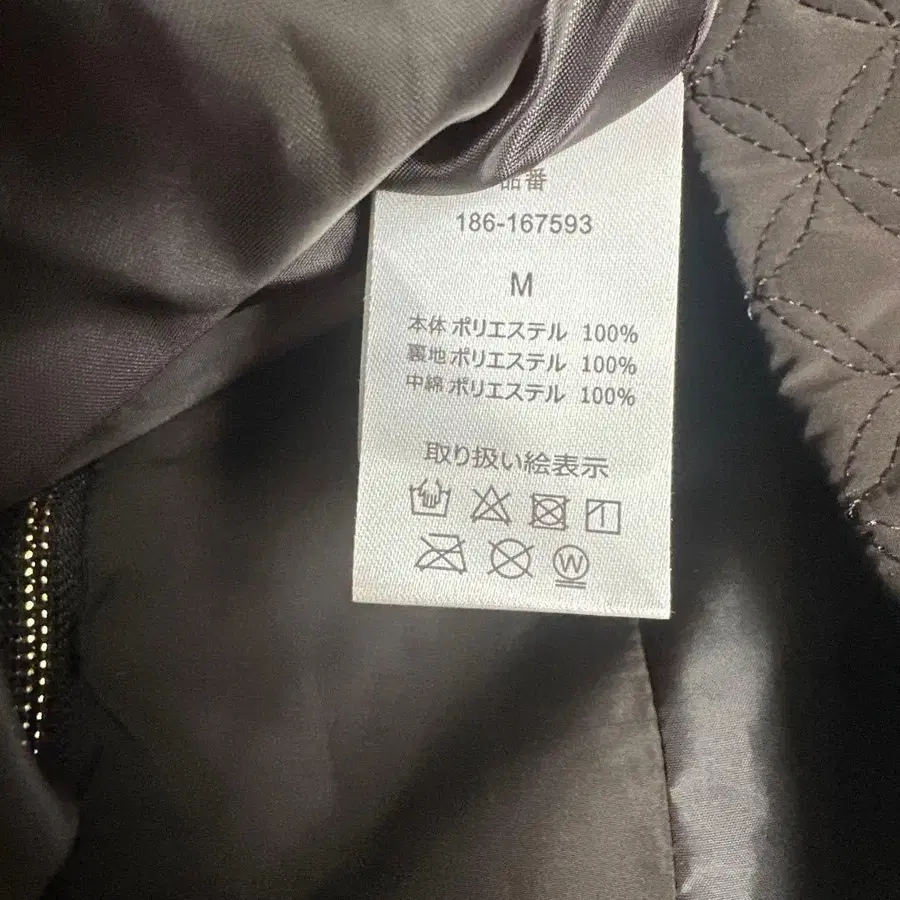 品番
186-167593
M
本体 ポリエステル 100%
裏地 ポリエステル 100%
中綿 ポリエステル 100%
取り扱い絵表示
W